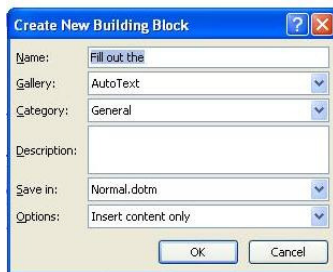 Create New Building Block
Name: Fill out the
Gallery: AutoText
Category: General
Description:
Save in: Normal.dotm
Options: Insert content only
OK Cancel